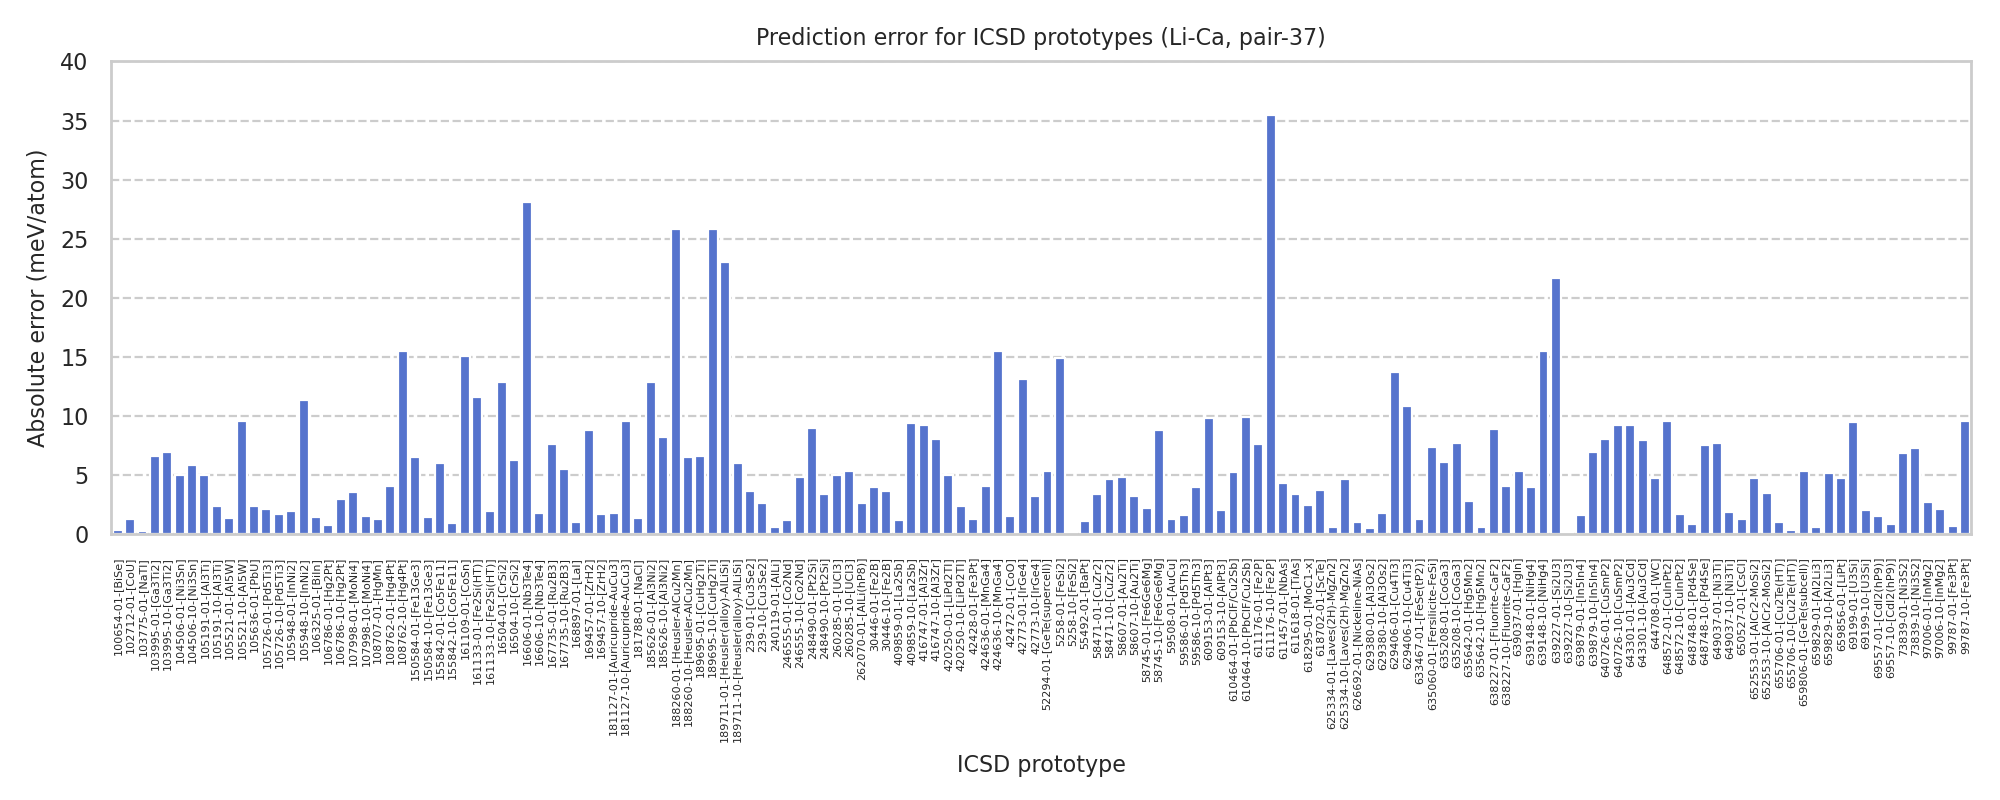 Prediction error for ICSD prototypes (Li-Ca, pair-37)
Absolute error (meV/atom)
40
35
30
25
20
15
10
5
0
100654-01-[BiSe]
102712-01-[CoU]
103775-01-[NaTl]
103995-01-[Ga3Ti2]
103995-10-[Ga3Ti2]
104506-01-[Ni3Sn]
104506-10-[Ni3Sn]
105191-01-[Al3Ti]
105191-10-[Al3Ti]
105521-01-[Al5W]
105521-10-[Al5W]
105636-01-[PbU]
105726-01-[Pd5Ti3]
105726-10-[Pd5Ti3]
105948-01-[InNi2]
105948-10-[InNi2]
106325-01-[BiIn]
106786-01-[Hg2Pt]
106786-10-[Hg2Pt]
107998-01-[MoNi4]
107998-10-[MoNi4]
108707-01-[HgMn]
108762-01-[Hg4Pt]
108762-10-[Hg4Pt]
150584-01-[Fe13Ge3]
150584-10-[Fe13Ge3]
155842-01-[Co5Fe11]
155842-10-[Co5Fe11]
161109-01-[CoSn]
161133-01-[Fe2Si(HT)]
161133-10-[Fe2Si(HT)]
16504-01-[CrSi2]
16504-10-[CrSi2]
16606-01-[Nb3Te4]
16606-10-[Nb3Te4]
167735-01-[Ru2B3]
167735-10-[Ru2B3]
168897-01-[LaI]
169457-01-[ZrH2]
169457-10-[ZrH2]
181127-01-[Auricupride-AuCu3]
181127-10-[Auricupride-AuCu3]
181788-01-[NaCl]
185626-01-[Al3Ni2]
185626-10-[Al3Ni2]
188260-01-[Heusler-AlCu2Mn]
188260-10-[Heusler-AlCu2Mn]
189695-01-[CuHg2Ti]
189695-10-[CuHg2Ti]
189711-01-[Heusler(alloy)-AlLiSi]
189711-10-[Heusler(alloy)-AlLiSi]
239-01-[Cu3Se2]
239-10-[Cu3Se2]
240119-01-[AlLi]
246555-01-[Co2Nd]
246555-10-[Co2Nd]
248490-01-[Pt2Si]
248490-10-[Pt2Si]
260285-01-[UCl3]
260285-10-[UCl3]
262070-01-[AlLi(hP8)]
30446-01-[Fe2B]
30446-10-[Fe2B]
409859-01-[La2Sb]
409859-10-[La2Sb]
416747-01-[Al3Zr]
416747-10-[Al3Zr]
420250-01-[LiPd2Tl]
420250-10-[LiPd2Tl]
42428-01-[Fe3Pt]
424636-01-[MnGa4]
424636-10-[MnGa4]
42472-01-[CoO]
42773-01-[IrGe4]
42773-10-[IrGe4]
52294-01-[GeTe(supercell)]
5258-01-[FeSi2]
5258-10-[FeSi2]
55492-01-[BaPt]
58471-01-[CuZr2]
58471-10-[CuZr2]
58607-01-[Au2Ti]
58607-10-[Au2Ti]
58745-01-[Fe6Ge6Mg]
58745-10-[Fe6Ge6Mg]
59508-01-[AuCu]
59586-01-[Pd5Th3]
59586-10-[Pd5Th3]
609153-01-[AlPt3]
609153-10-[AlPt3]
610464-01-[PbClF/Cu2Sb]
610464-10-[PbClF/Cu2Sb]
611176-01-[Fe2P]
611176-10-[Fe2P]
611457-01-[NbAs]
611618-01-[TiAs]
618295-01-[MoC1-x]
618702-01-[ScTe]
625334-01-[Laves(2H)-MgZn2]
625334-10-[Laves(2H)-MgZn2]
626692-01-[Nickeline-NiAs]
629380-01-[Al3Os2]
629380-10-[Al3Os2]
629406-01-[Cu4Ti3]
629406-10-[Cu4Ti3]
633467-01-[FeSe(tP2)]
635060-01-[Fersilicite-FeSi]
635208-01-[CoGa3]
635208-10-[CoGa3]
635642-01-[Hg5Mn2]
635642-10-[Hg5Mn2]
638227-01-[Fluorite-CaF2]
638227-10-[Fluorite-CaF2]
639037-01-[HgIn]
639148-01-[NiHg4]
639148-10-[NiHg4]
639227-01-[Si2U3]
639227-10-[Si2U3]
639879-01-[In5In4]
639879-10-[In5In4]
640726-01-[CuSmP2]
640726-10-[CuSmP2]
643301-01-[Au3Cd]
643301-10-[Au3Cd]
644708-01-[WC]
648572-01-[CuInPt2]
648572-10-[CuInPt2]
648748-01-[Pd4Se]
648748-10-[Pd4Se]
649037-01-[Ni3Ti]
649037-10-[Ni3Ti]
650527-01-[CsCl]
652553-01-[AlCr2-MoSi2]
652553-10-[AlCr2-MoSi2]
655706-01-[Cu2Te(HT)]
655706-10-[Cu2Te(HT)]
659806-01-[GeTe(subcell)]
659829-01-[Al2Li3]
659829-10-[Al2Li3]
659856-01-[LiPt]
69199-01-[U3Si]
69199-10-[U3Si]
69557-01-[CdI2(hP9)]
69557-10-[CdI2(hP9)]
73839-01-[Ni3S2]
73839-10-[Ni3S2]
97006-01-[InMg2]
97006-10-[InMg2]
99787-01-[Fe3Pt]
99787-10-[Fe3Pt]
ICSD prototype